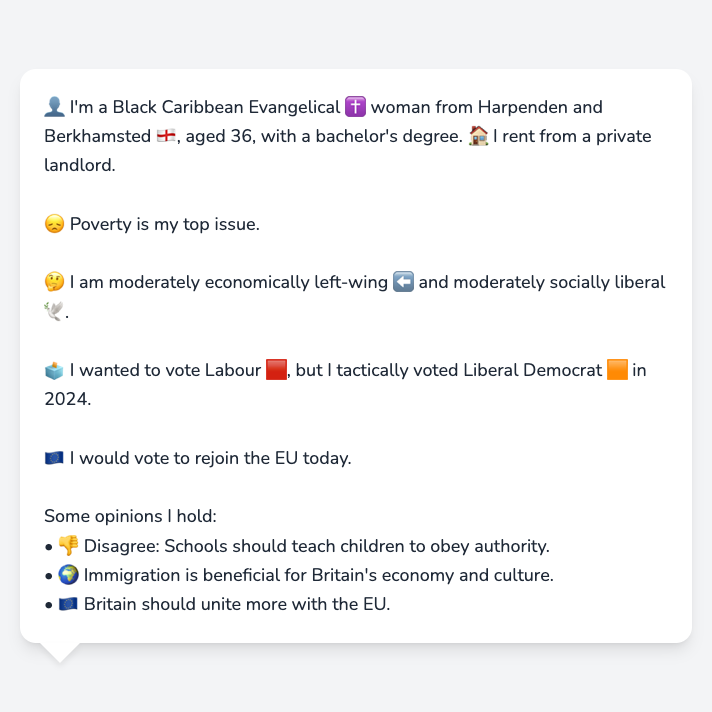 👤 I'm a Black Caribbean Evangelical ✝️ woman from Harpenden and
Berkhamsted 🏴󠁧󠁢󠁥󠁮󠁧󠁿, aged 36, with a bachelor's degree. 🏠 I rent from a private
landlord.
😞 Poverty is my top issue.
🤔 I am moderately economically left-wing ⬅️ and moderately socially liberal
🕊️.
🗳️ I wanted to vote Labour 🟥, but I tactically voted Liberal Democrat 🟧 in
2024.
🇪🇺 I would vote to rejoin the EU today.
Some opinions I hold:
• 👎 Disagree: Schools should teach children to obey authority.
• 🌍 Immigration is beneficial for Britain's economy and culture.
• 🇪🇺 Britain should unite more with the EU.